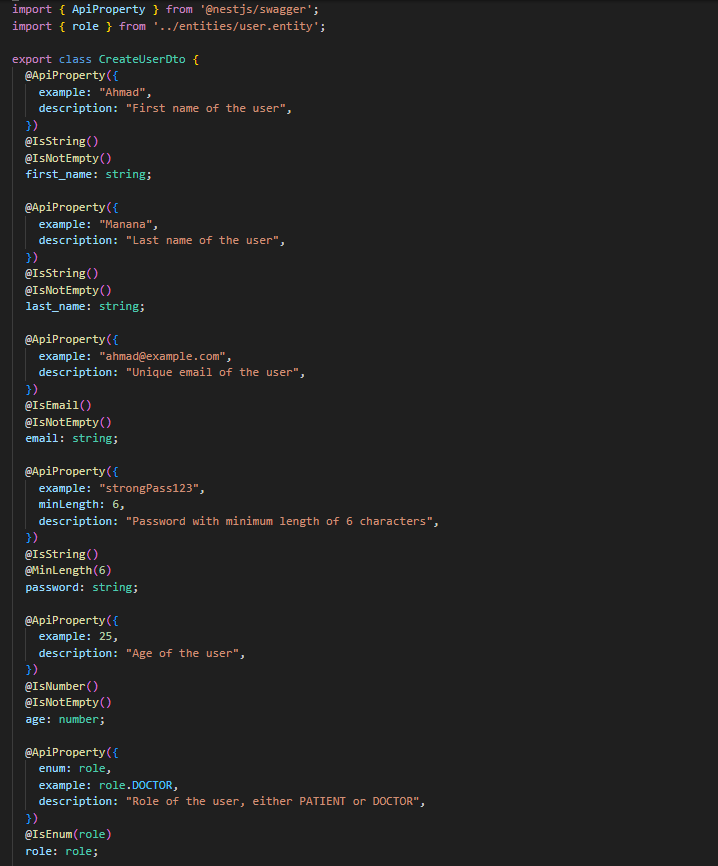 import { ApiProperty } from '@nestjs/swagger';
import { role } from '../entities/user.entity';

export class CreateUserDto {
  @ApiProperty({
    example: "Ahmad",
    description: "First name of the user",
  })
  @IsString()
  @IsNotEmpty()
  first_name: string;

  @ApiProperty({
    example: "Manana",
    description: "Last name of the user",
  })
  @IsString()
  @IsNotEmpty()
  last_name: string;

  @ApiProperty({
    example: "ahmad@example.com",
    description: "Unique email of the user",
  })
  @IsEmail()
  @IsNotEmpty()
  email: string;

  @ApiProperty({
    example: "strongPass123",
    minLength: 6,
    description: "Password with minimum length of 6 characters",
  })
  @IsString()
  @MinLength(6)
  password: string;

  @ApiProperty({
    example: 25,
    description: "Age of the user",
  })
  @IsNumber()
  @IsNotEmpty()
  age: number;

  @ApiProperty({
    enum: role,
    example: role.DOCTOR,
    description: "Role of the user, either PATIENT or DOCTOR",
  })
  @IsEnum(role)
  role: role;